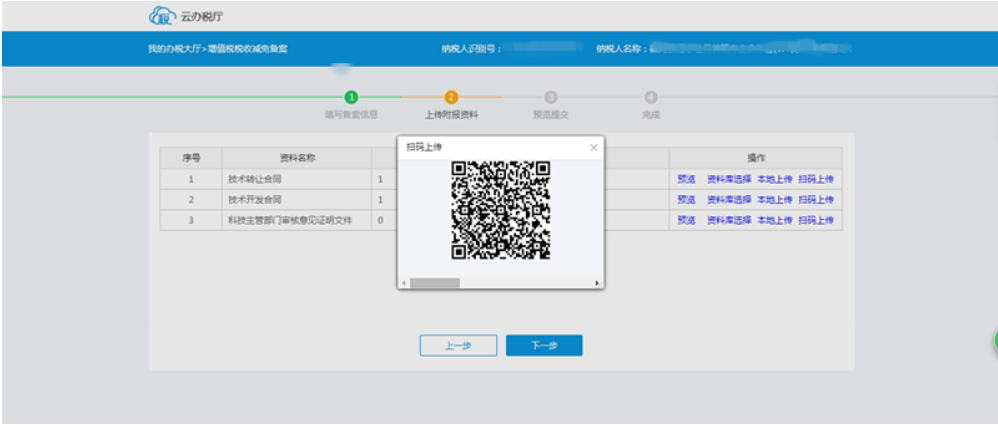 云办税厅
我的办税大厅>增值税税收减免备案 纳税人识别号： 纳税人名称：
1 2 3 4
填写备案信息 上传附报资料 预览提交 完成
扫码上传 ×
序号 资料名称 操作
1 技术转让合同 1 预览 资料库选择 本地上传 扫码上传
2 技术开发合同 1 预览 资料库选择 本地上传 扫码上传
3 科技主管部门审核意见证明文件 0 预览 资料库选择 本地上传 扫码上传
上一步 下一步